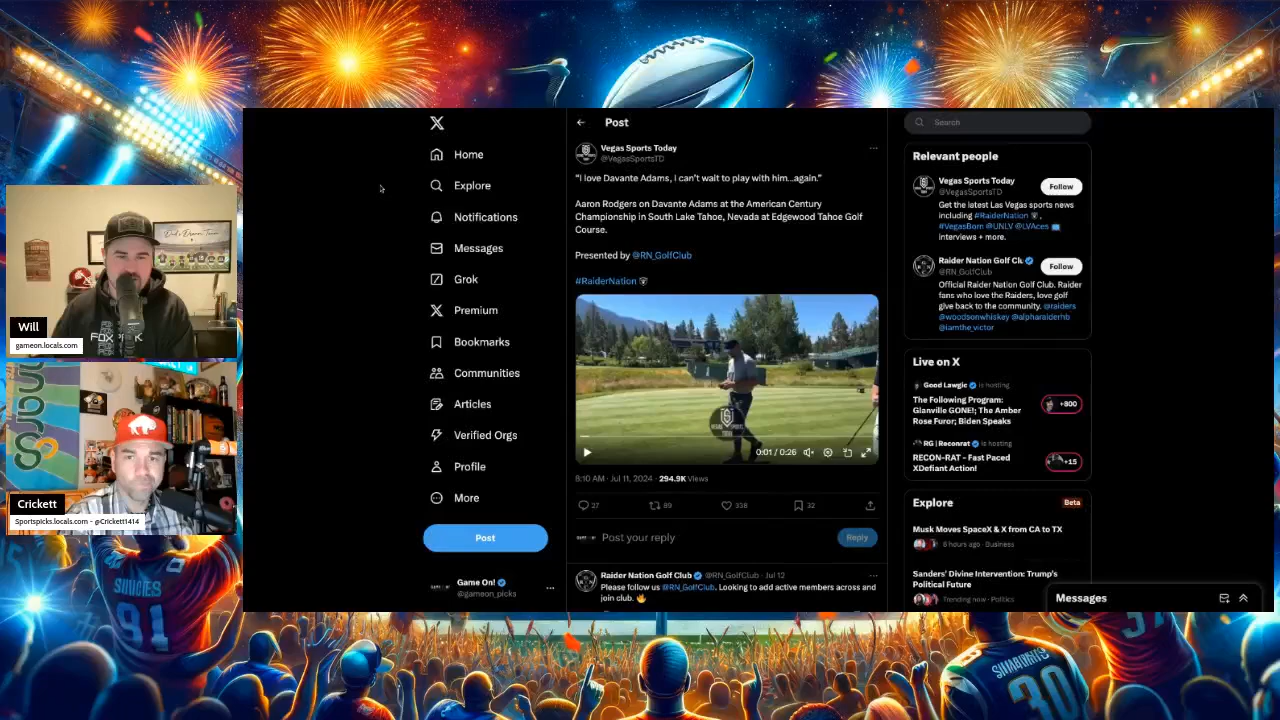 Post
Search
Vegas Sports Today
@VegasSportsTD
"I love Davante Adams, I can't wait to play with him...again."
Aaron Rodgers on Davante Adams at the American Century
Championship in South Lake Tahoe, Nevada at Edgewood Tahoe Golf
Course.
Presented by @RN_GolfClub
#RaiderNation
0:01 / 0:26
8:10 AM · Jul 11, 2024 · 294.9K Views
27
89
338
32
Post your reply
Reply
Raider Nation Golf Club @RN_GolfClub · Jul 12
Please follow us @RN_GolfClub. Looking to add active members across and
join club.
Home
Explore
Notifications
Messages
Grok
Premium
Bookmarks
Communities
Articles
Verified Orgs
Profile
More
Post
Game On!
@gameon_picks
Relevant people
Vegas Sports Today
@VegasSportsTD
Follow
Get the latest Las Vegas sports news
including #RaiderNation ,
#VegasBorn @UNLV @LVAces
interviews + more.
Raider Nation Golf Clu
@RN_GolfClub
Follow
Official Raider Nation Golf Club. Raider
fans who love the Raiders, love golf
give back to the community. @raiders
@woodsonwhiskey @alpharaiderhb
@iamthe_victor
Live on X
Good Lawgic is hosting
The Following Program:
Glanville GONE!; The Amber
Rose Furor; Biden Speaks
+800
RG | Reconrat is hosting
RECON-RAT - Fast Paced
XDefiant Action!
+15
Explore
Beta
Musk Moves SpaceX & X from CA to TX
6 hours ago · Business
Sanders' Divine Intervention: Trump's
Political Future
Trending now · Politics
Messages
Will
gameon.locals.com
Crickett
Sportspicks.locals.com - @Crickett1414
91
30